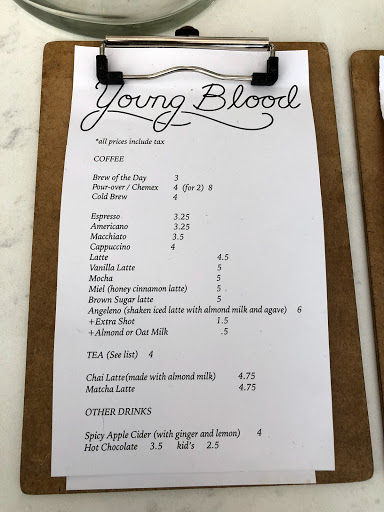 Young Blood
*all prices include tax
COFFEE
Brew of the Day 3
Pour-over / Chemex 4 (for 2) 8
Cold Brew 4
Espresso 3.25
Americano 3.25
Macchiato 3.5
Cappuccino 4
Latte 4.5
Vanilla Latte 5
Mocha 5
Miel (honey cinnamon latte) 5
Brown Sugar latte 5
Angeleno (shaken iced latte with almond milk and agave) 6
+Extra Shot 1.5
+Almond or Oat Milk .5
TEA (See list) 4
Chai Latte(made with almond milk) 4.75
Matcha Latte 4.75
OTHER DRINKS
Spicy Apple Cider (with ginger and lemon) 4
Hot Chocolate 3.5 kid's 2.5